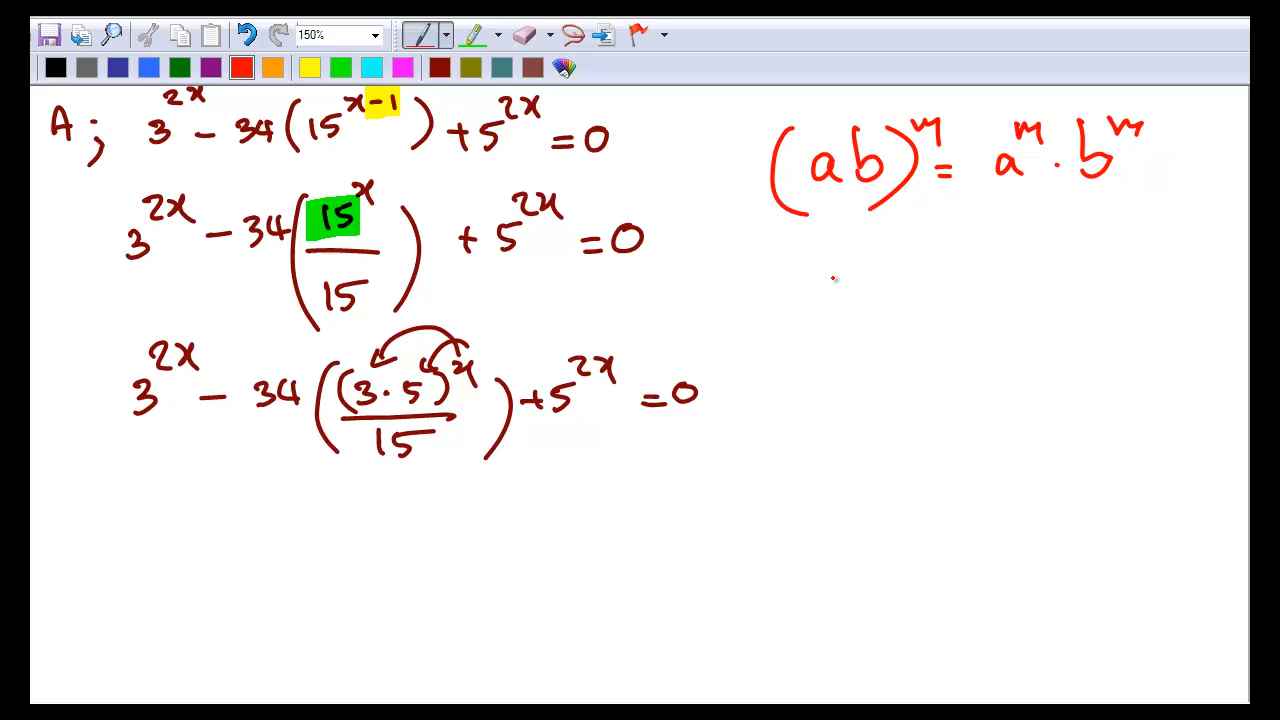 150%
A; 3^{2x} - 34(15^{x-1}) + 5^{2x} = 0
(ab)^m = a^m · b^m
3^{2x} - 34(15^x / 15) + 5^{2x} = 0
3^{2x} - 34((3·5)^x / 15) + 5^{2x} = 0